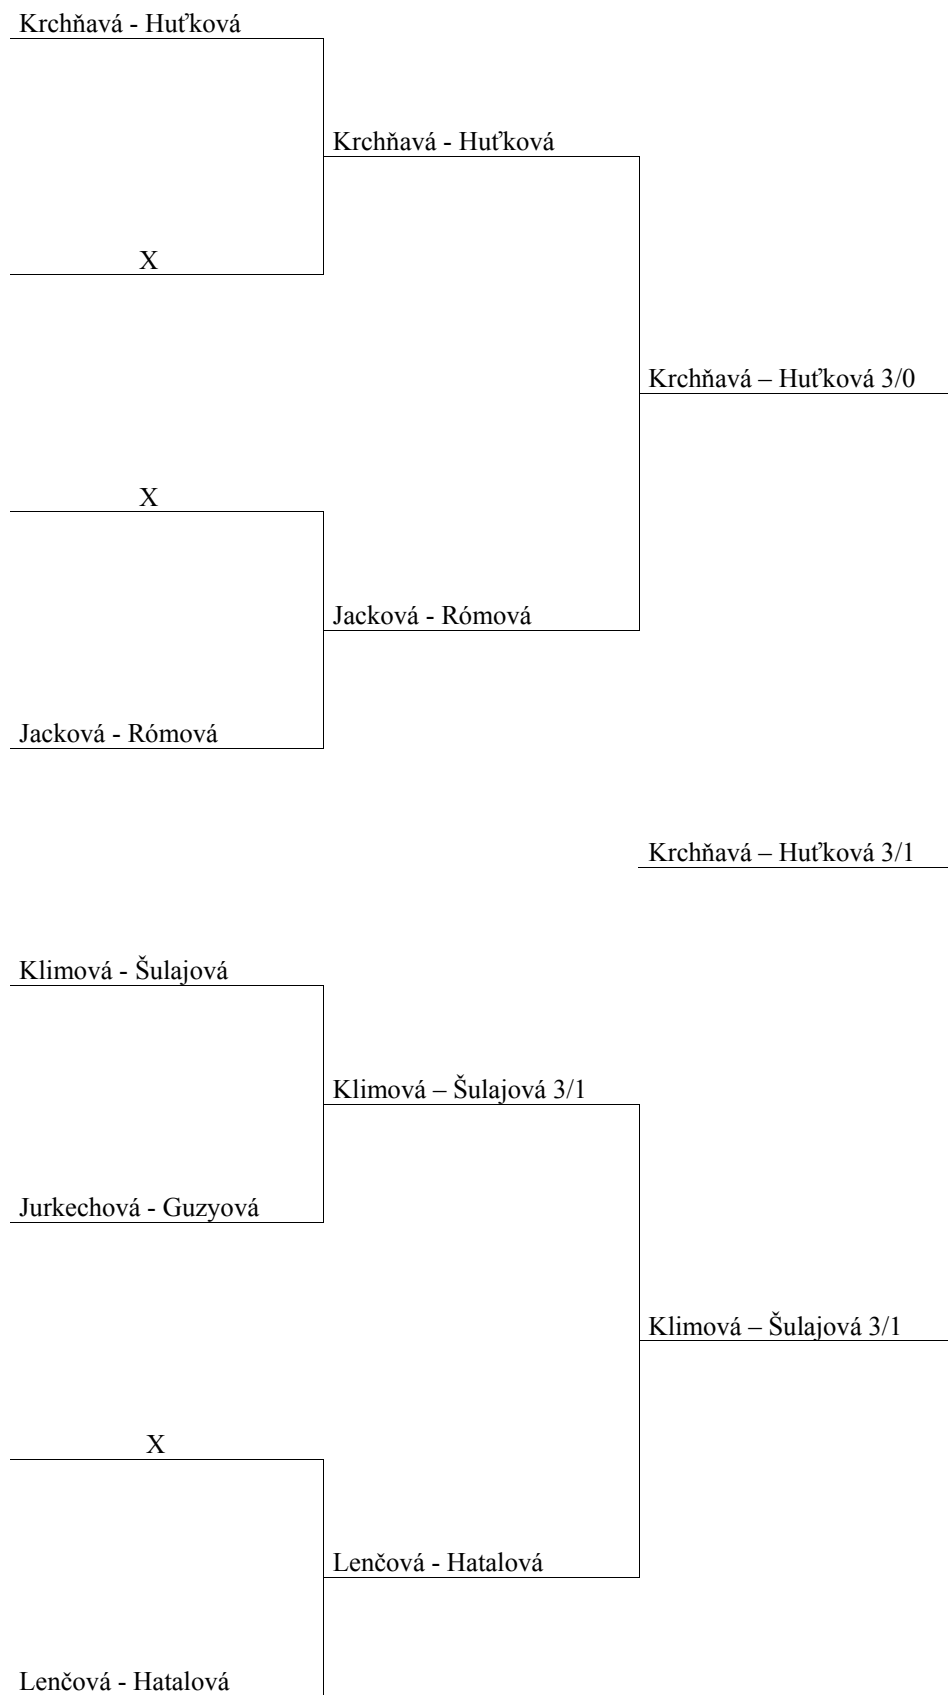 Krchňavá - Huťková
Krchňavá - Huťková
X
Krchňavá – Huťková 3/0
X
Jacková - Rómová
Jacková - Rómová
Krchňavá – Huťková 3/1
Klimová - Šulajová
Klimová – Šulajová 3/1
Jurkechová - Guzyová
Klimová – Šulajová 3/1
X
Lenčová - Hatalová
Lenčová - Hatalová